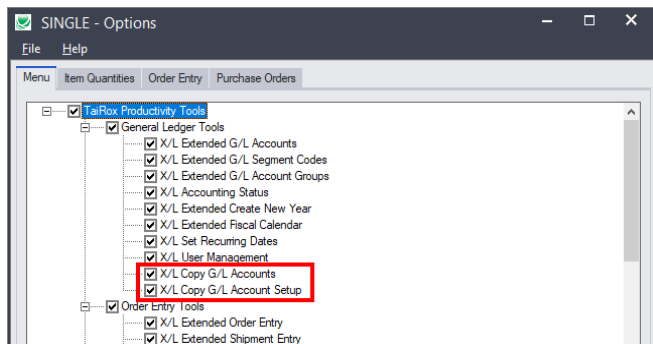 SINGLE - Options
File Help
Menu Item Quantities Order Entry Purchase Orders
TaiRox Productivity Tools
General Ledger Tools
X/L Extended G/L Accounts
X/L Extended G/L Segment Codes
X/L Extended G/L Account Groups
X/L Accounting Status
X/L Extended Create New Year
X/L Extended Fiscal Calendar
X/L Set Recurring Dates
X/L User Management
X/L Copy G/L Accounts
X/L Copy G/L Account Setup
Order Entry Tools
X/L Extended Order Entry
X/L Extended Shipment Entry